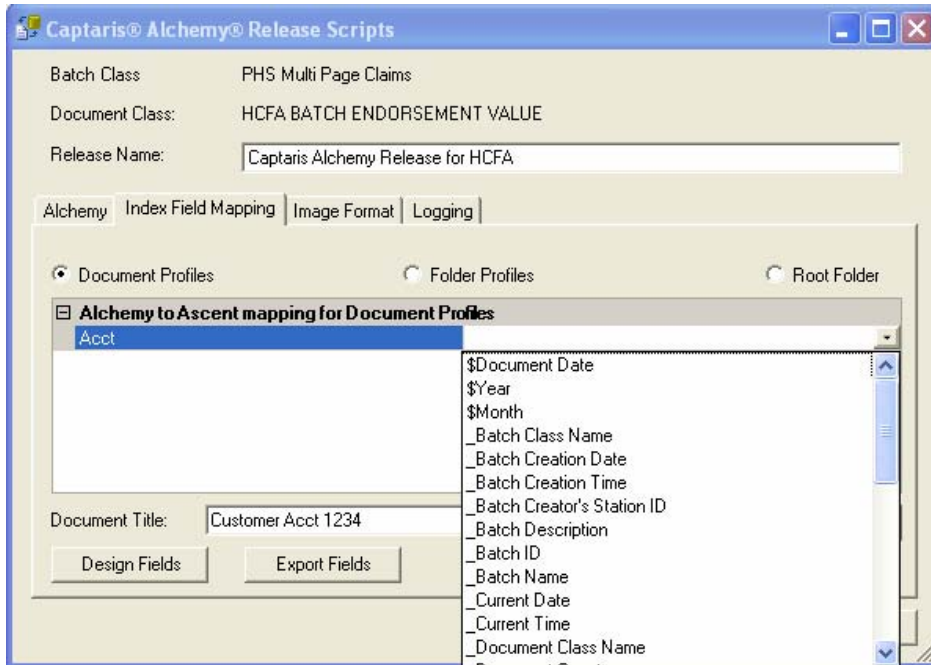 Captaris® Alchemy® Release Scripts
Batch Class PHS Multi Page Claims
Document Class: HCFA BATCH ENDORSEMENT VALUE
Release Name: Captaris Alchemy Release for HCFA
Alchemy Index Field Mapping Image Format Logging
Document Profiles Folder Profiles Root Folder
Alchemy to Ascent mapping for Document Profiles
Acct
$Document Date
$Year
$Month
_Batch Class Name
_Batch Creation Date
_Batch Creation Time
_Batch Creator's Station ID
_Batch Description
_Batch ID
_Batch Name
_Current Date
_Current Time
_Document Class Name
Document Title: Customer Acct 1234
Design Fields Export Fields